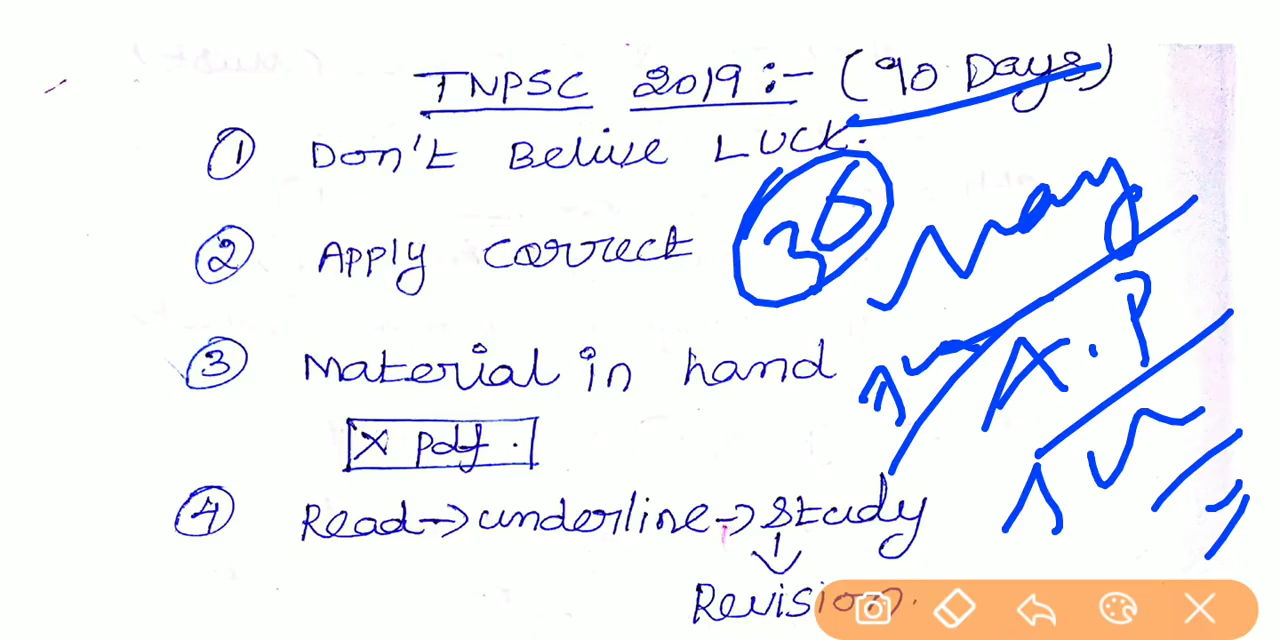 TNPSC 2019:- (90 Days)
① Don't Belive LUCK.
② Apply correct
30 May
③ Material in hand
A.P
X pdf.
④ Read→underline→study
↓
Revision.